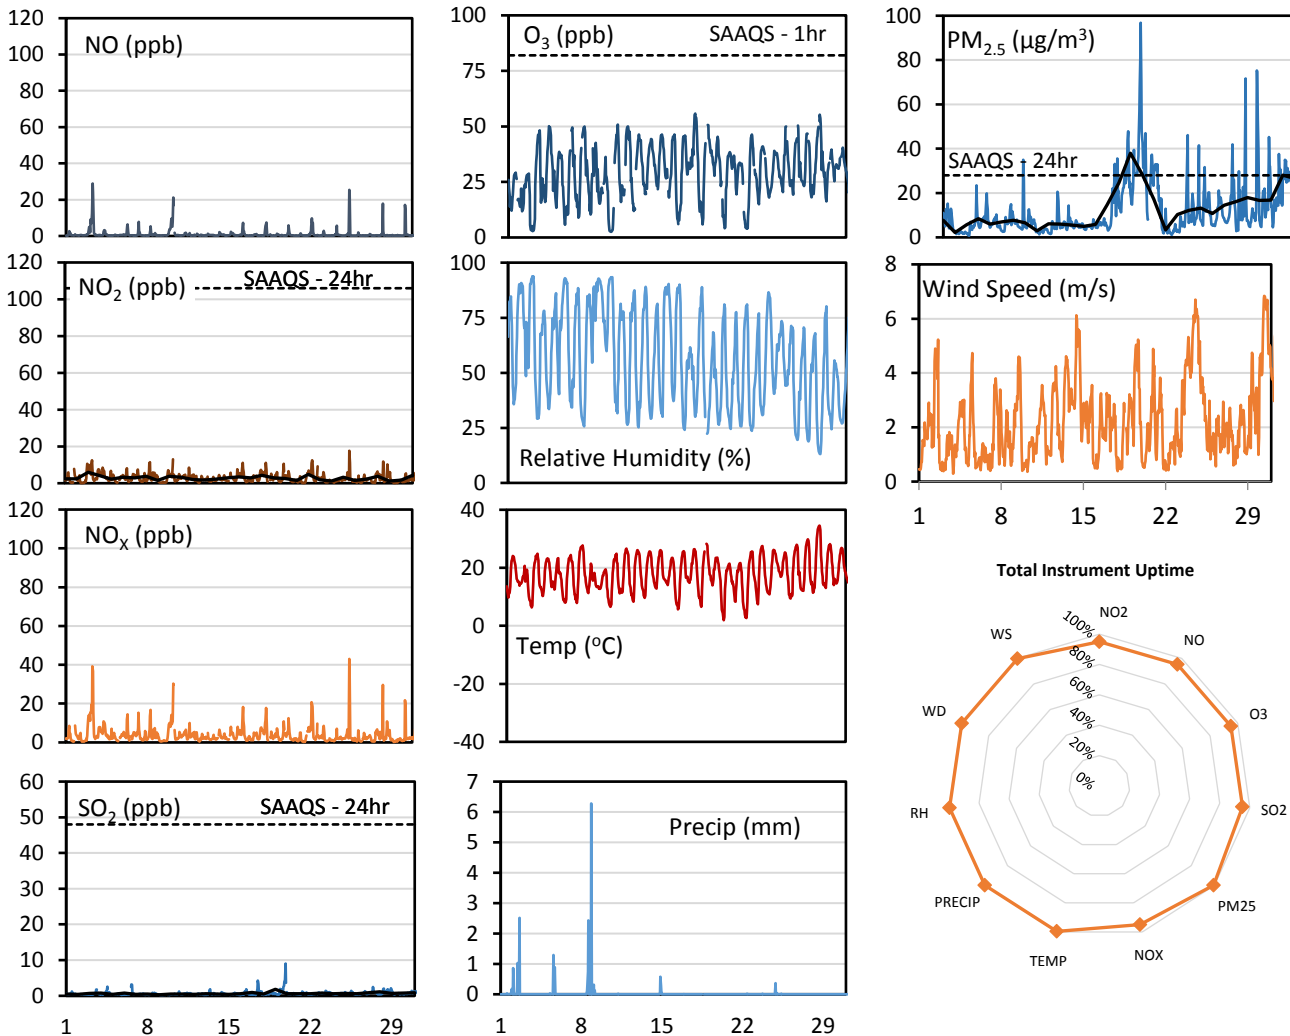 120
100
80
60
40
20
0
NO (ppb)
100
75
50
25
0
O3 (ppb)
SAAQS - 1hr
100
80
60
40
20
0
PM2.5 (µg/m³)
SAAQS - 24hr
120
100
80
60
40
20
0
NO2 (ppb)
SAAQS - 24hr
100
75
50
25
0
Relative Humidity (%)
8
6
4
2
0
Wind Speed (m/s)
1 8 15 22 29
120
100
80
60
40
20
0
NOX (ppb)
40
20
0
-20
-40
Temp (oC)
60
50
40
30
20
10
0
SO2 (ppb)
SAAQS - 24hr
1 8 15 22 29
7
6
5
4
3
2
1
0
Precip (mm)
1 8 15 22 29
Total Instrument Uptime
NO2
NO
O3
SO2
PM25
NOX
TEMP
PRECIP
RH
WD
WS
100%
80%
60%
40%
20%
0%